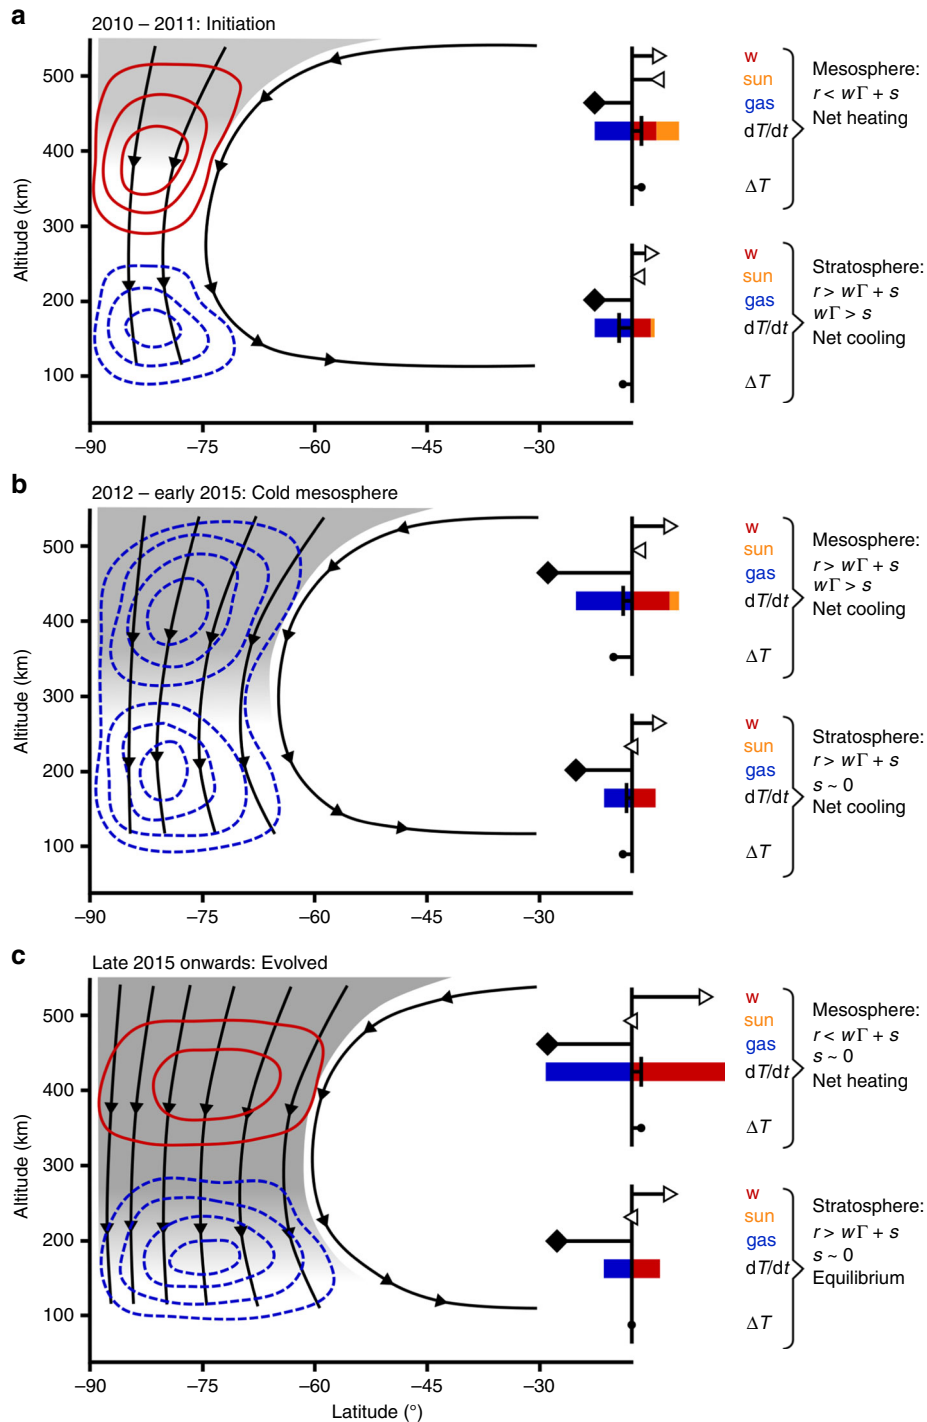 a
2010 – 2011: Initiation
500
400
300
200
100
Altitude (km)
–90
–75
–60
–45
–30
w
sun
gas
dT/dt
ΔT
Mesosphere:
r < wΓ + s
Net heating
w
sun
gas
dT/dt
ΔT
Stratosphere:
r > wΓ + s
wΓ > s
Net cooling
b
2012 – early 2015: Cold mesosphere
500
400
300
200
100
Altitude (km)
–90
–75
–60
–45
–30
w
sun
gas
dT/dt
ΔT
Mesosphere:
r > wΓ + s
wΓ > s
Net cooling
w
sun
gas
dT/dt
ΔT
Stratosphere:
r > wΓ + s
s ~ 0
Net cooling
c
Late 2015 onwards: Evolved
500
400
300
200
100
Altitude (km)
–90
–75
–60
–45
–30
Latitude (°)
w
sun
gas
dT/dt
ΔT
Mesosphere:
r < wΓ + s
s ~ 0
Net heating
w
sun
gas
dT/dt
ΔT
Stratosphere:
r > wΓ + s
s ~ 0
Equilibrium